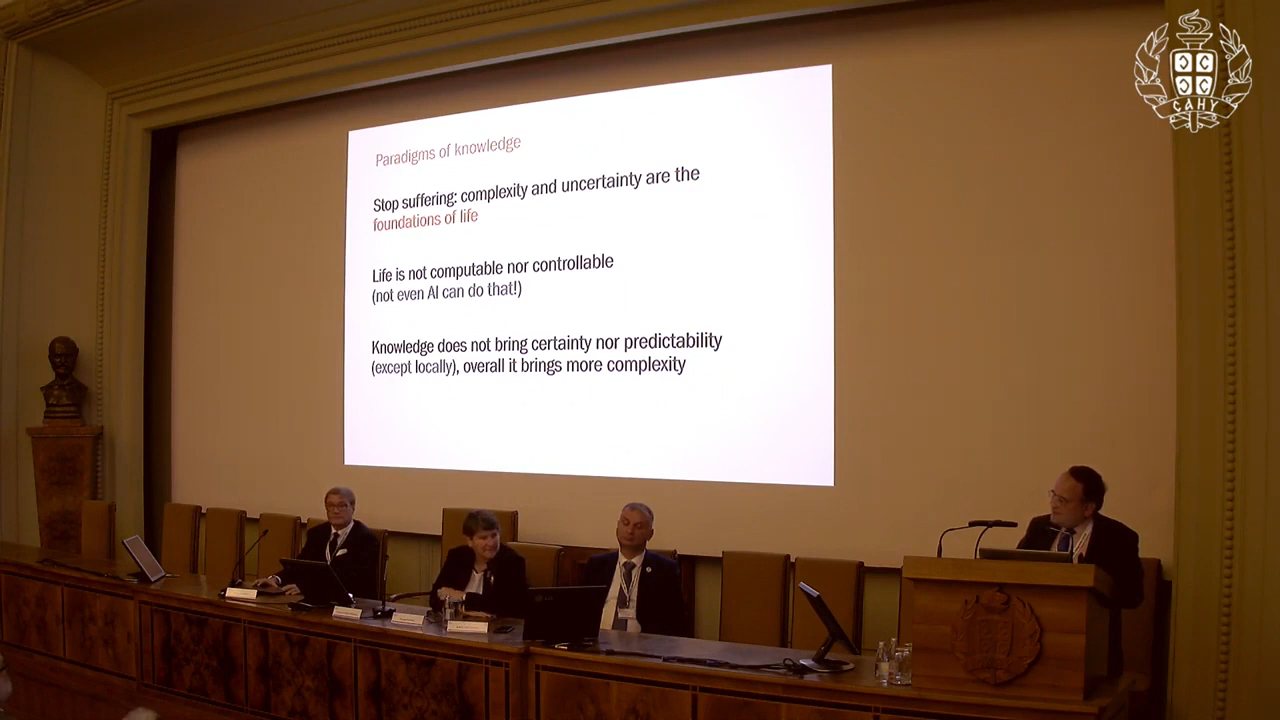 Paradigms of knowledge
Stop suffering: complexity and uncertainty are the
foundations of life
Life is not computable nor controllable
(not even AI can do that!)
Knowledge does not bring certainty nor predictability
(except locally), overall it brings more complexity
САНУ